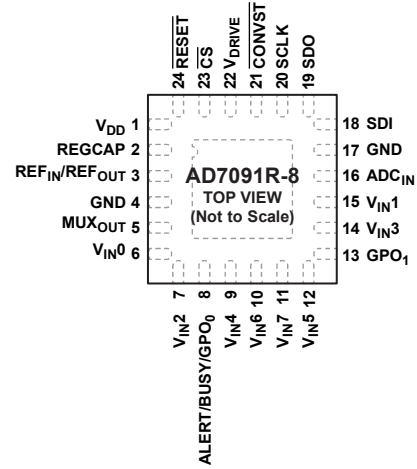 24 RESET
23 CS
22 VDRIVE
21 CONVST
20 SCLK
19 SDO
VDD 1
REGCAP 2
REFIN/REFOUT 3
GND 4
MUXOUT 5
VIN0 6
AD7091R-8
TOP VIEW
(Not to Scale)
18 SDI
17 GND
16 ADCIN
15 VIN1
14 VIN3
13 GPO1
VIN2 7
ALERT/BUSY/GPO0 8
VIN4 9
VIN6 10
VIN7 11
VIN5 12